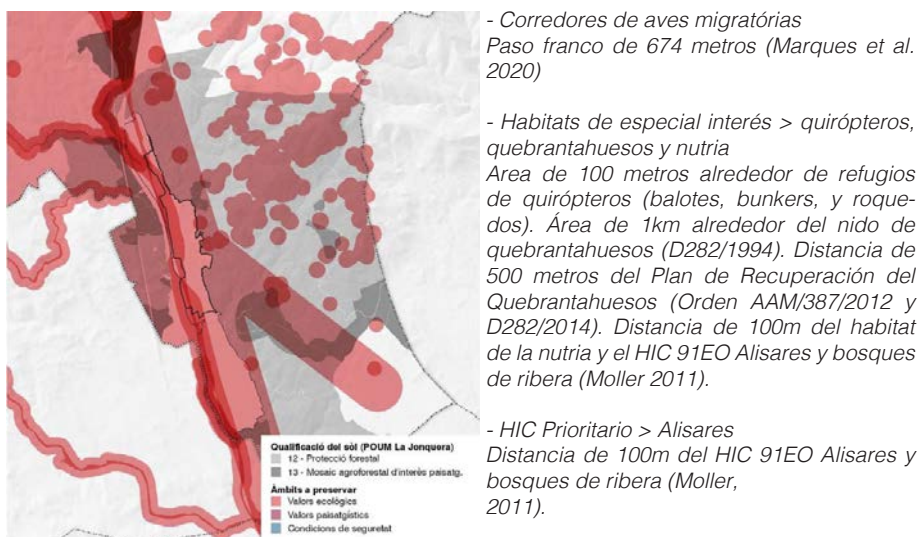 - Corredores de aves migratórias
Paso franco de 674 metros (Marques et al.
2020)
- Habitats de especial interés > quirópteros,
quebrantahuesos y nutria
Area de 100 metros alrededor de refugios
de quirópteros (balotes, bunkers, y roque-
dos). Área de 1km alrededor del nido de
quebrantahuesos (D282/1994). Distancia de
500 metros del Plan de Recuperación del
Quebrantahuesos (Orden AAM/387/2012 y
D282/2014). Distancia de 100m del habitat
de la nutria y el HIC 91EO Alisares y bosques
de ribera (Moller 2011).
- HIC Prioritario > Alisares
Distancia de 100m del HIC 91EO Alisares y
bosques de ribera (Moller,
2011).
Qualificació del sòl (POUM La Jonquera)
12 - Protecció forestal
13 - Mosaic agroforestal d'interès paisatg.
Àmbits a preservar
Valors ecològics
Valors paisatgístics
Condicions de seguretat